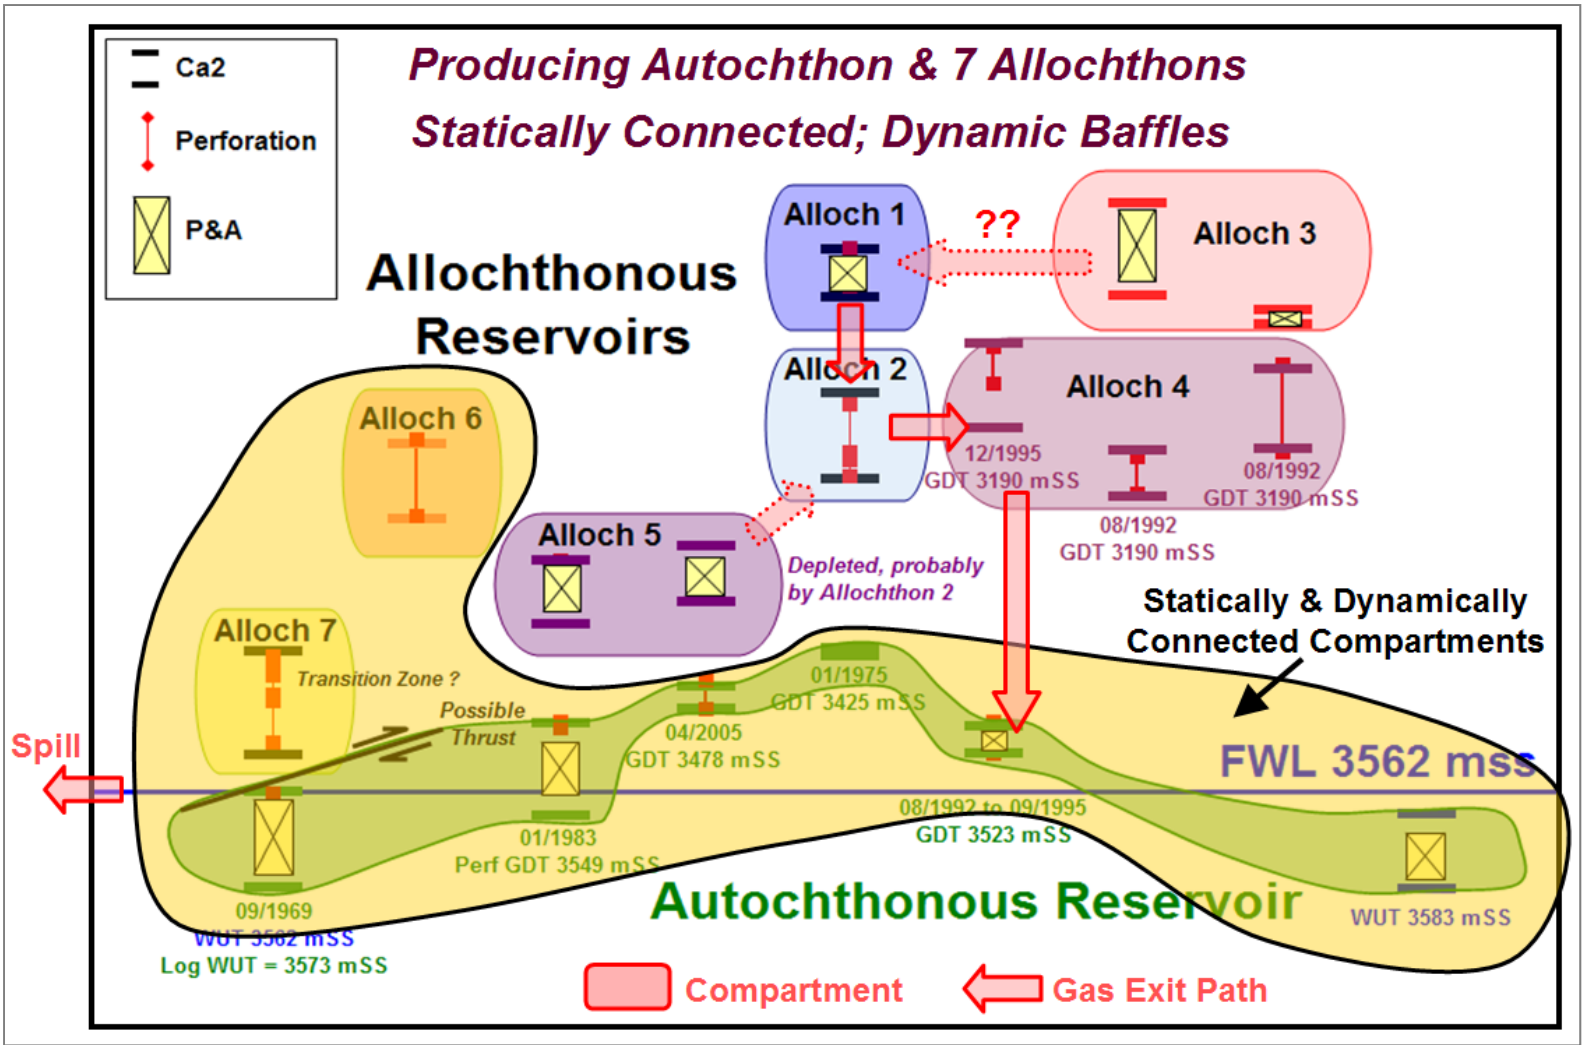 Ca2
Perforation
P&A
Producing Autochthon & 7 Allochthons
Statically Connected; Dynamic Baffles
Allochthonous
Reservoirs
Alloch 1
??
Alloch 3
Alloch 2
Alloch 4
12/1995
GDT 3190 mSS
08/1992
GDT 3190 mSS
08/1992
GDT 3190 mSS
Alloch 6
Alloch 5
Depleted, probably
by Allochthon 2
Statically & Dynamically
Connected Compartments
Alloch 7
Transition Zone ?
Possible
Thrust
01/1975
GDT 3425 mSS
04/2005
GDT 3478 mSS
Spill
FWL 3562 mss
01/1983
Perf GDT 3549 mSS
08/1992 to 09/1995
GDT 3523 mSS
Autochthonous Reservoir
09/1969
WUT 3562 mSS
Log WUT = 3573 mSS
WUT 3583 mSS
Compartment
Gas Exit Path